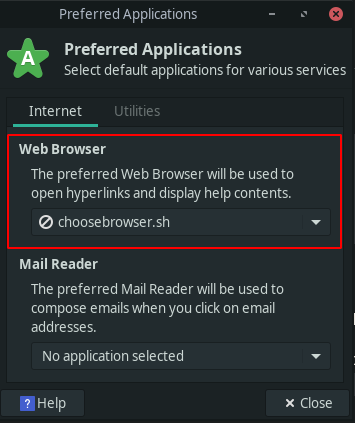 Preferred Applications
A
Preferred Applications
Select default applications for various services
Internet Utilities
Web Browser
The preferred Web Browser will be used to
open hyperlinks and display help contents.
choosebrowser.sh
Mail Reader
The preferred Mail Reader will be used to
compose emails when you click on email
addresses.
No application selected
? Help
Close